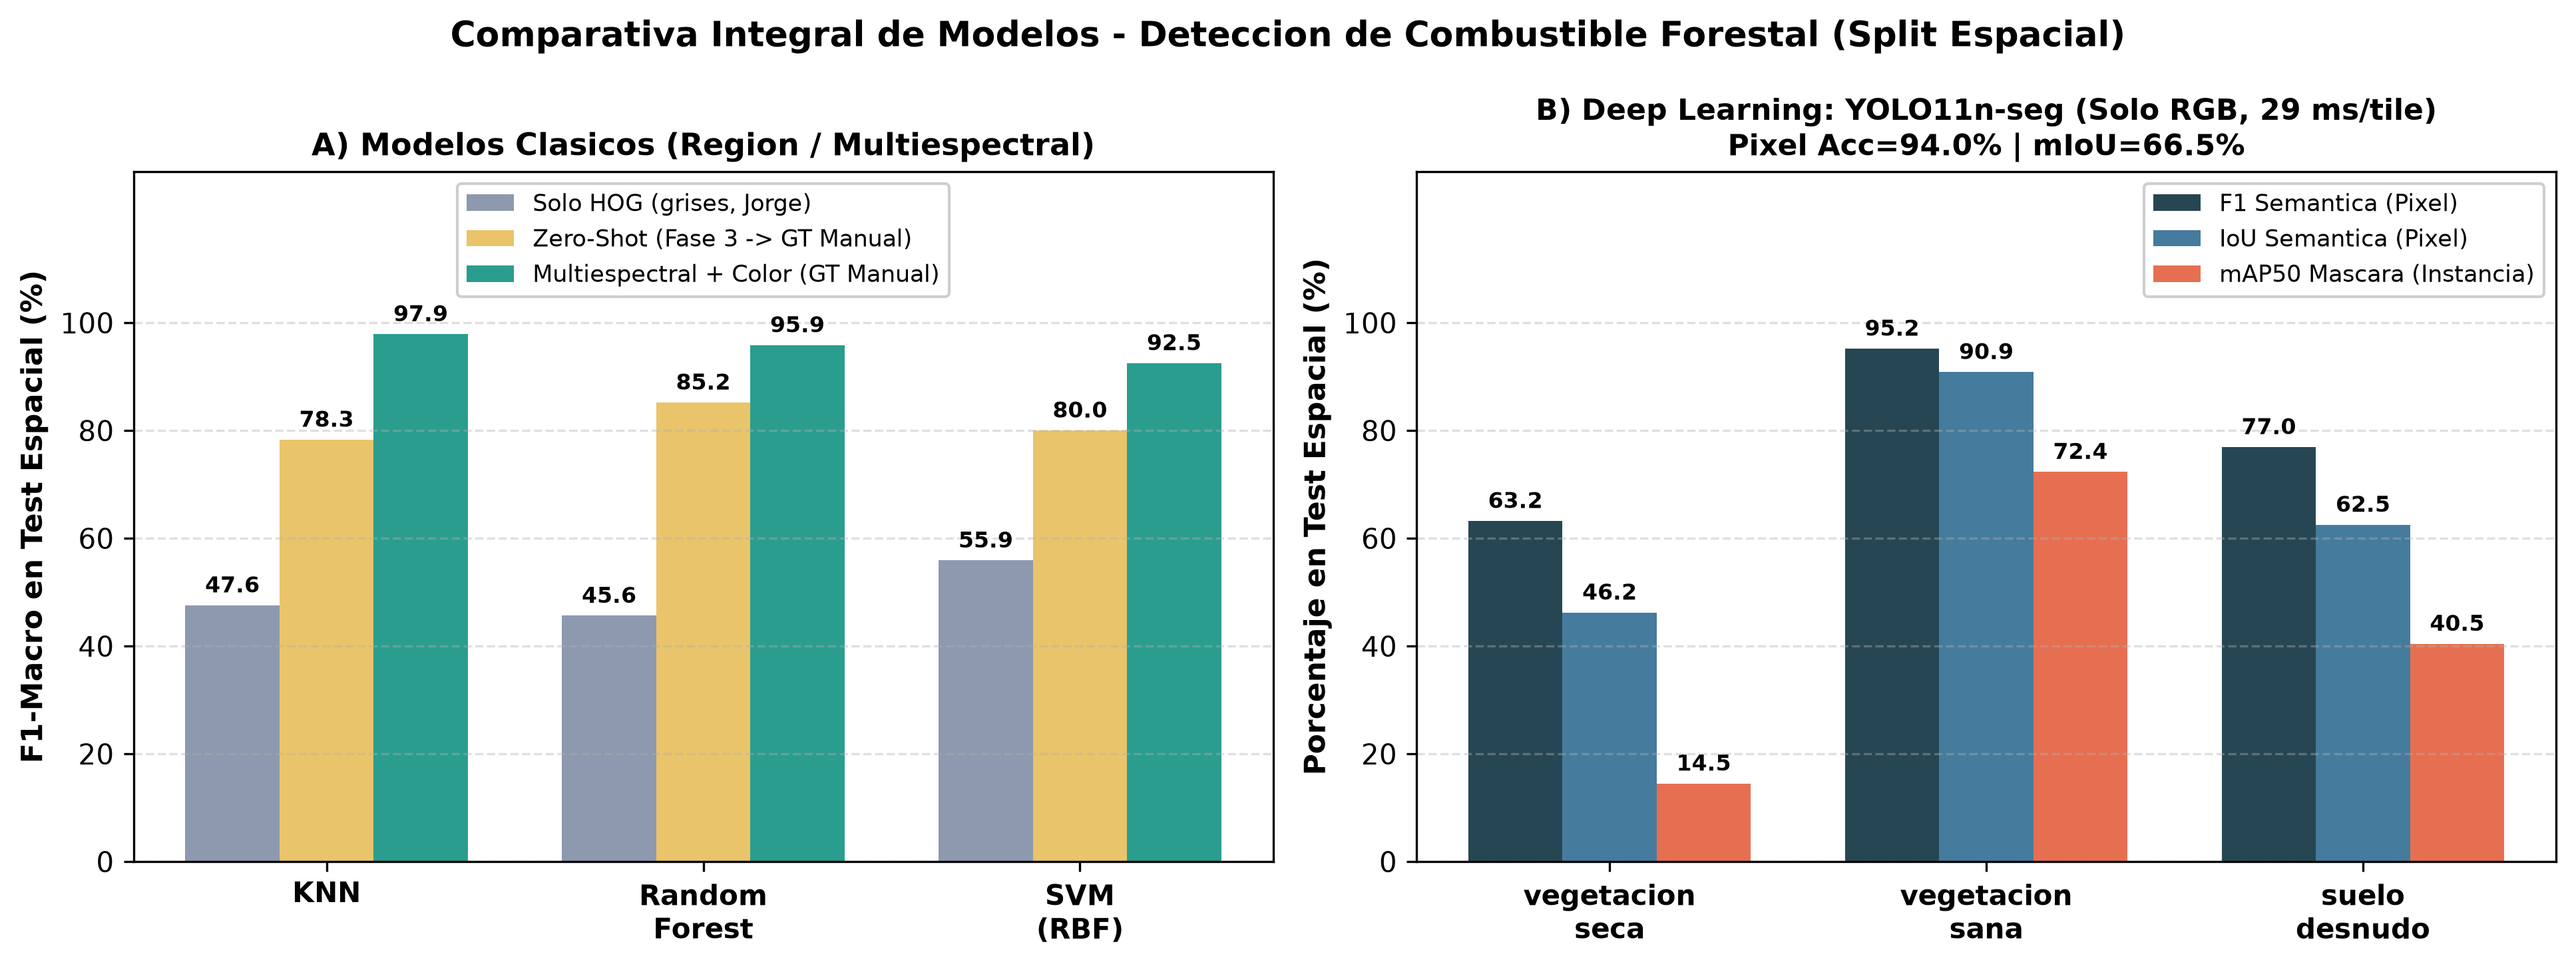 Comparativa Integral de Modelos - Deteccion de Combustible Forestal (Split Espacial)
A) Modelos Clasicos (Region / Multiespectral)
F1-Macro en Test Espacial (%)
100
80
60
40
20
0
Solo HOG (grises, Jorge)
Zero-Shot (Fase 3 -> GT Manual)
Multiespectral + Color (GT Manual)
47.6
78.3
97.9
45.6
85.2
95.9
55.9
80.0
92.5
KNN
Random
Forest
SVM
(RBF)
B) Deep Learning: YOLO11n-seg (Solo RGB, 29 ms/tile)
Pixel Acc=94.0% | mIoU=66.5%
Porcentaje en Test Espacial (%)
100
80
60
40
20
0
F1 Semantica (Pixel)
IoU Semantica (Pixel)
mAP50 Mascara (Instancia)
63.2
46.2
14.5
95.2
90.9
72.4
77.0
62.5
40.5
vegetacion
seca
vegetacion
sana
suelo
desnudo